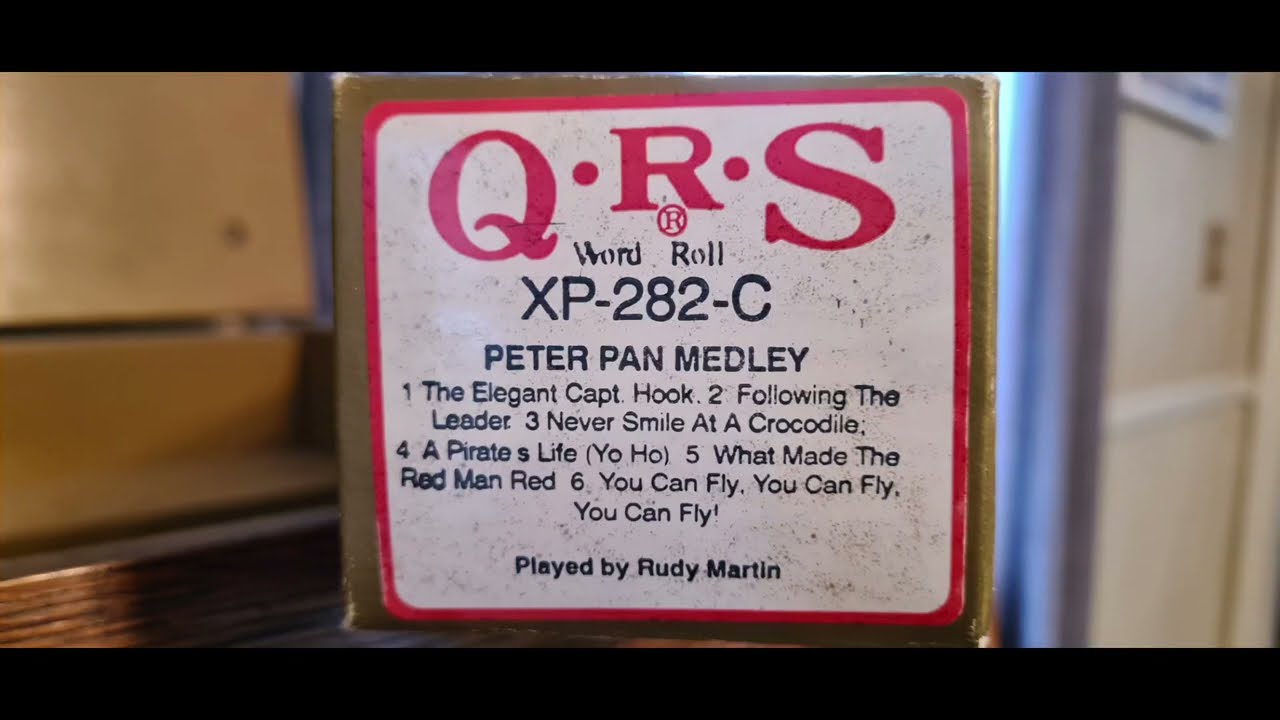 Q·R·S
®
Word Roll
XP-282-C
PETER PAN MEDLEY
1 The Elegant Capt. Hook. 2 Following The
Leader. 3 Never Smile At A Crocodile;
4 A Pirate s Life (Yo Ho) 5 What Made The
Red Man Red 6. You Can Fly, You Can Fly,
You Can Fly!
Played by Rudy Martin